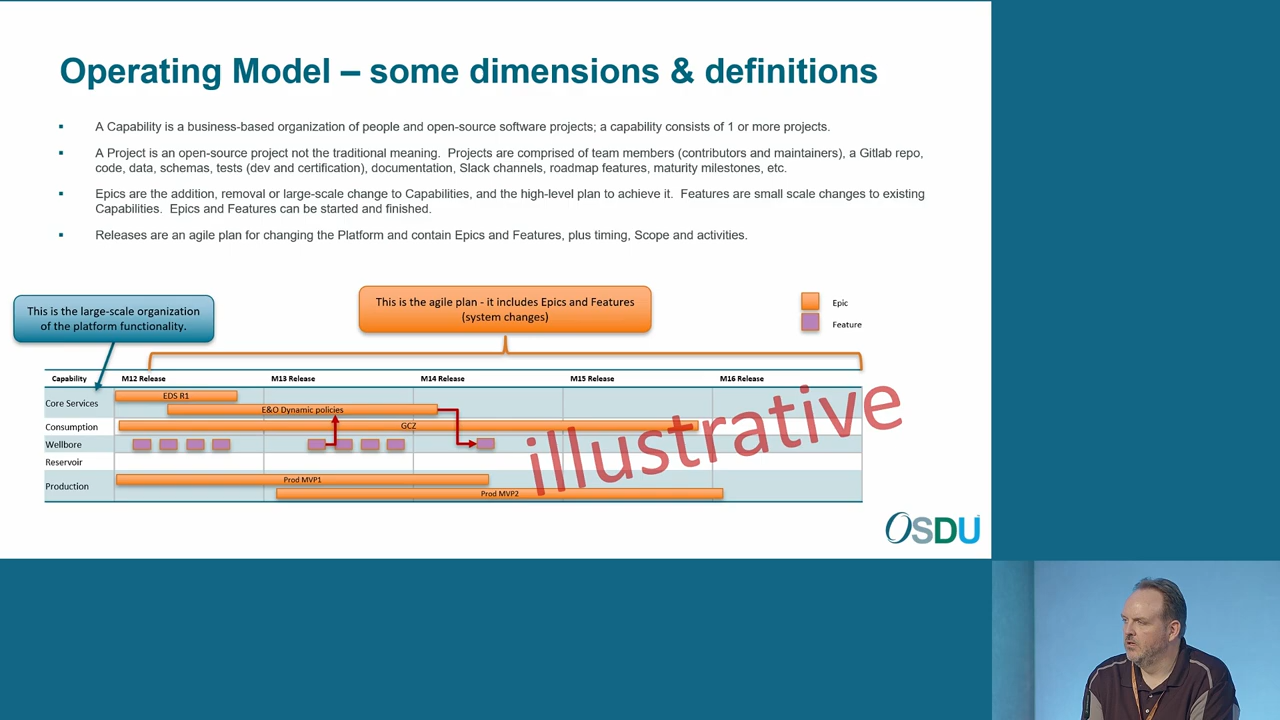 Operating Model – some dimensions & definitions
▪ A Capability is a business-based organization of people and open-source software projects; a capability consists of 1 or more projects.
▪ A Project is an open-source project not the traditional meaning. Projects are comprised of team members (contributors and maintainers), a Gitlab repo,
code, data, schemas, tests (dev and certification), documentation, Slack channels, roadmap features, maturity milestones, etc.
▪ Epics are the addition, removal or large-scale change to Capabilities, and the high-level plan to achieve it. Features are small scale changes to existing
Capabilities. Epics and Features can be started and finished.
▪ Releases are an agile plan for changing the Platform and contain Epics and Features, plus timing, Scope and activities.
This is the large-scale organization
of the platform functionality.
This is the agile plan - it includes Epics and Features
(system changes)
Epic
Feature
Capability M12 Release M13 Release M14 Release M15 Release M16 Release
Core Services
EDS R1
E&O Dynamic policies
Consumption
GCZ
Wellbore
Reservoir
Production
Prod MVP1
Prod MVP2
illustrative
OSDU